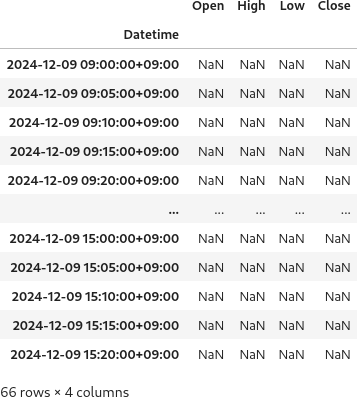 Open High Low Close
Datetime
2024-12-09 09:00:00+09:00 NaN NaN NaN NaN
2024-12-09 09:05:00+09:00 NaN NaN NaN NaN
2024-12-09 09:10:00+09:00 NaN NaN NaN NaN
2024-12-09 09:15:00+09:00 NaN NaN NaN NaN
2024-12-09 09:20:00+09:00 NaN NaN NaN NaN
... ... ... ... ...
2024-12-09 15:00:00+09:00 NaN NaN NaN NaN
2024-12-09 15:05:00+09:00 NaN NaN NaN NaN
2024-12-09 15:10:00+09:00 NaN NaN NaN NaN
2024-12-09 15:15:00+09:00 NaN NaN NaN NaN
2024-12-09 15:20:00+09:00 NaN NaN NaN NaN
66 rows × 4 columns